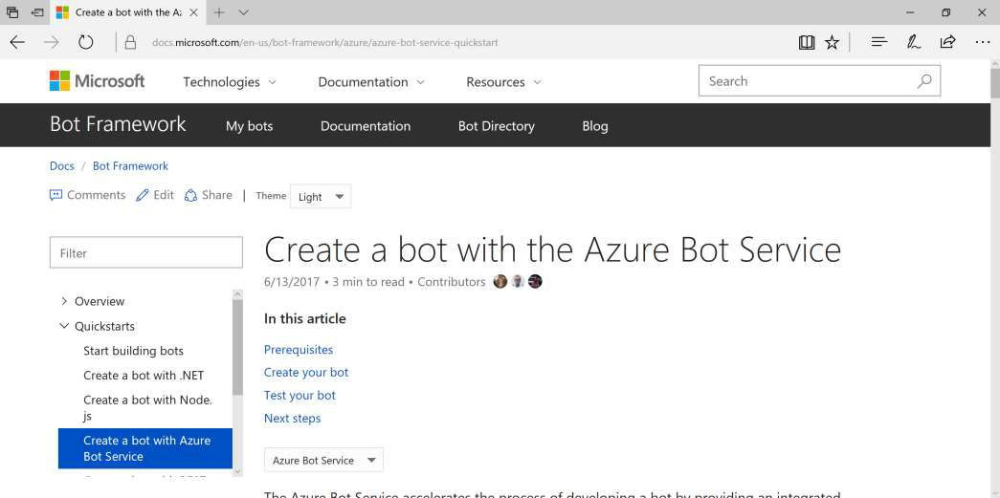 Create a bot with the Az
docs.microsoft.com/en-us/bot-framework/azure/azure-bot-service-quickstart
Microsoft Technologies Documentation Resources Search
Bot Framework My bots Documentation Bot Directory Blog
Docs / Bot Framework
Comments Edit Share | Theme Light
Filter
Overview
Quickstarts
Start building bots
Create a bot with .NET
Create a bot with Node.
js
Create a bot with Azure
Bot Service
Create a bot with the Azure Bot Service
6/13/2017 • 3 min to read • Contributors
In this article
Prerequisites
Create your bot
Test your bot
Next steps
Azure Bot Service
The Azure Bot Service accelerates the process of developing a bot by providing an integrated